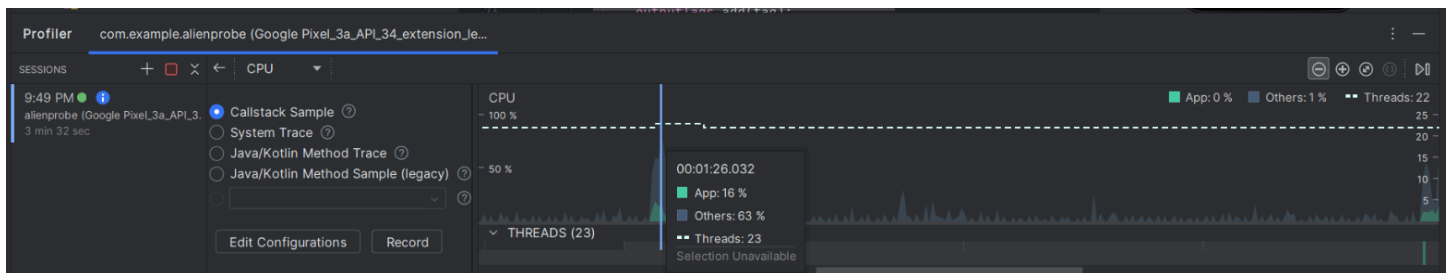 outputTags.add(tag);
Profiler com.example.alienprobe (Google Pixel_3a_API_34_extension_le...
SESSIONS
CPU
9:49 PM
alienprobe (Google Pixel_3a_API_3.
3 min 32 sec
Callstack Sample ?
System Trace ?
Java/Kotlin Method Trace ?
Java/Kotlin Method Sample (legacy) ?
?
Edit Configurations Record
CPU
App: 0 % Others: 1 % Threads: 22
100 %
50 %
25
20
15
10
5
00:01:26.032
App: 16 %
Others: 63 %
Threads: 23
Selection Unavailable
THREADS (23)